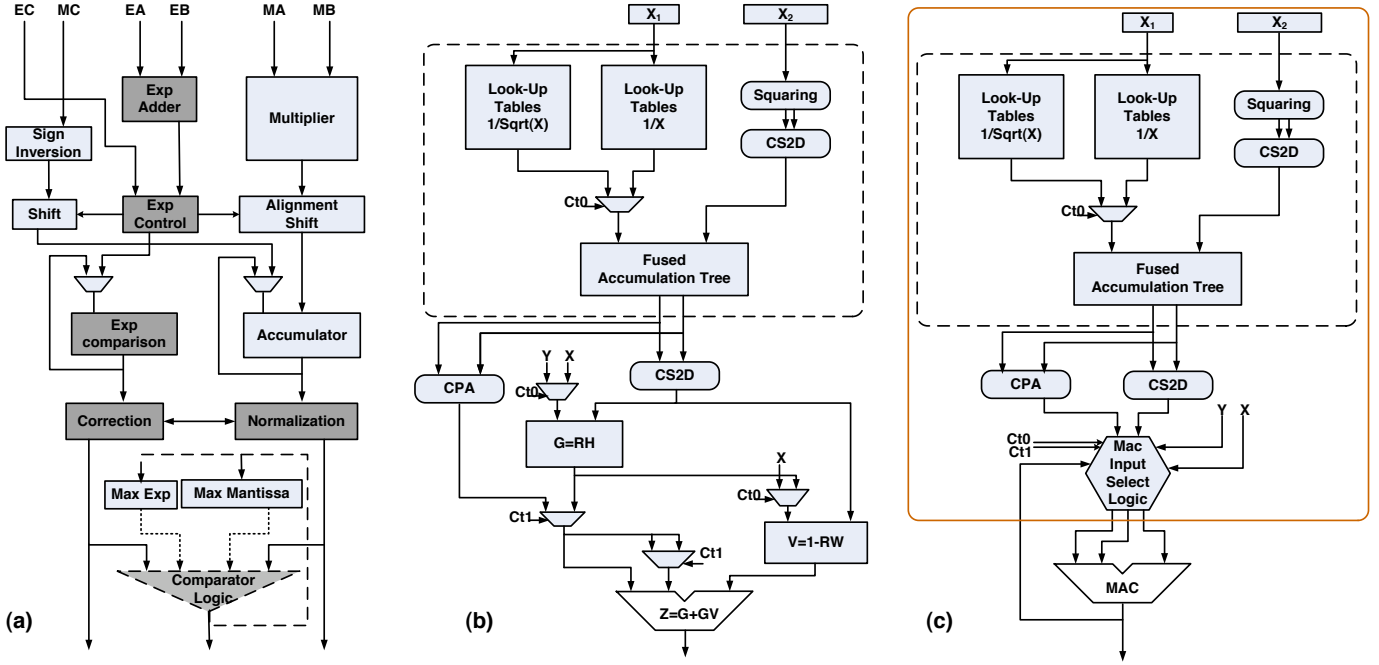 EC MC EA EB MA MB
Exp
Adder
Multiplier
Sign
Inversion
Shift
Exp
Control
Alignment
Shift
Exp
comparison
Accumulator
Correction
Normalization
Max Exp
Max Mantissa
Comparator
Logic
(a)
X1
X2
Look-Up
Tables
1/Sqrt(X)
Look-Up
Tables
1/X
Squaring
CS2D
Ct0
Fused
Accumulation Tree
Y X
CPA
Ct0
CS2D
G=RH
X
Ct0
Ct1
V=1-RW
Ct1
Z=G+GV
(b)
X1
X2
Look-Up
Tables
1/Sqrt(X)
Look-Up
Tables
1/X
Squaring
CS2D
Ct0
Fused
Accumulation Tree
CPA
CS2D
Y X
Ct0
Ct1
Mac
Input
Select
Logic
MAC
(c)